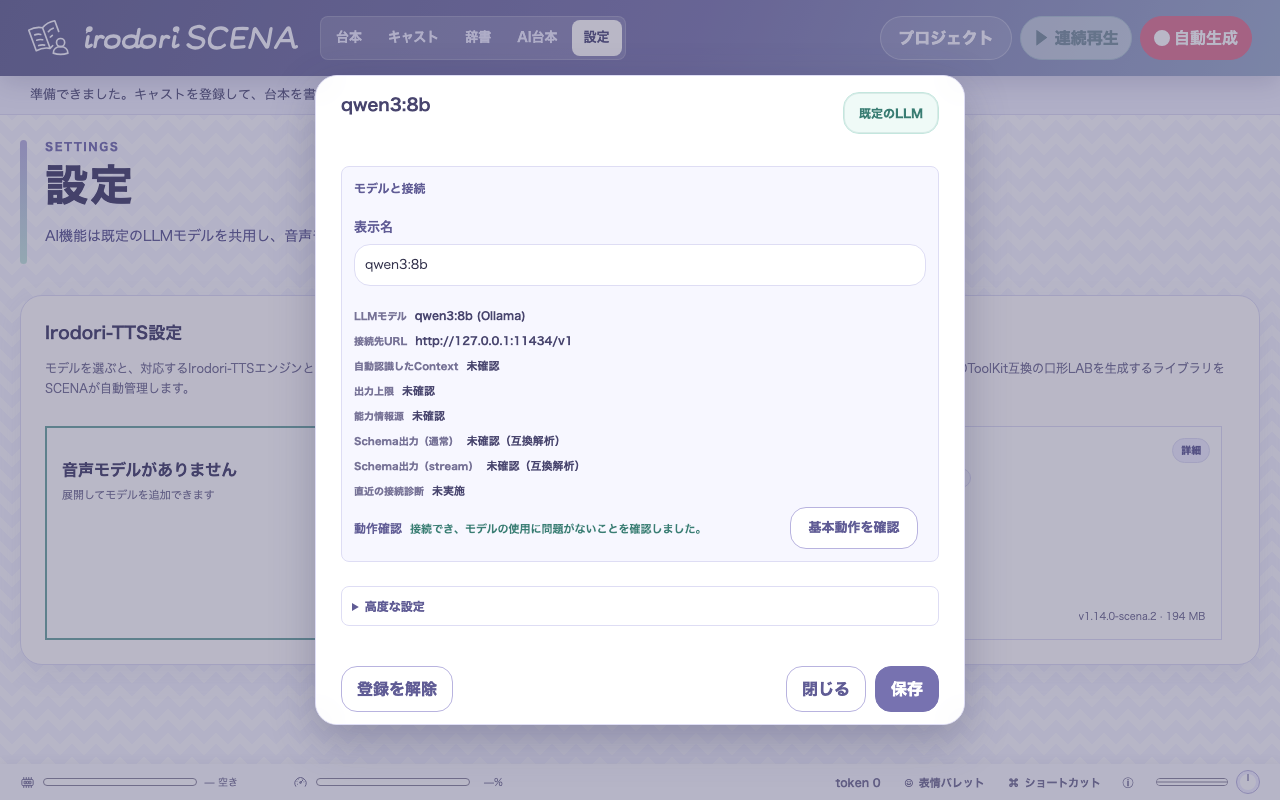 irodori SCENA
台本 キャスト 辞書 AI台本 設定
プロジェクト ▶ 連続再生 自動生成
準備できました。キャストを登録して、台本を書
SETTINGS
設定
AI機能は既定のLLMモデルを共用し、音声
Irodori-TTS設定
モデルを選ぶと、対応するIrodori-TTSエンジンと
SCENAが自動管理します。
音声モデルがありません
展開してモデルを追加できます
qwen3:8b
既定のLLM
モデルと接続
表示名
qwen3:8b
LLMモデル qwen3:8b (Ollama)
接続先URL http://127.0.0.1:11434/v1
自動認識したContext 未確認
出力上限 未確認
能力情報源 未確認
Schema出力（通常） 未確認（互換解析）
Schema出力（stream） 未確認（互換解析）
直近の接続診断 未実施
動作確認 接続でき、モデルの使用に問題がないことを確認しました。
基本動作を確認
▶ 高度な設定
登録を解除 閉じる 保存
ToolKit互換の口形LABを生成するライブラリを
詳細
v1.14.0-scena.2 · 194 MB
— 空き —%
token 0 ◎ 表情パレット ⌘ ショートカット